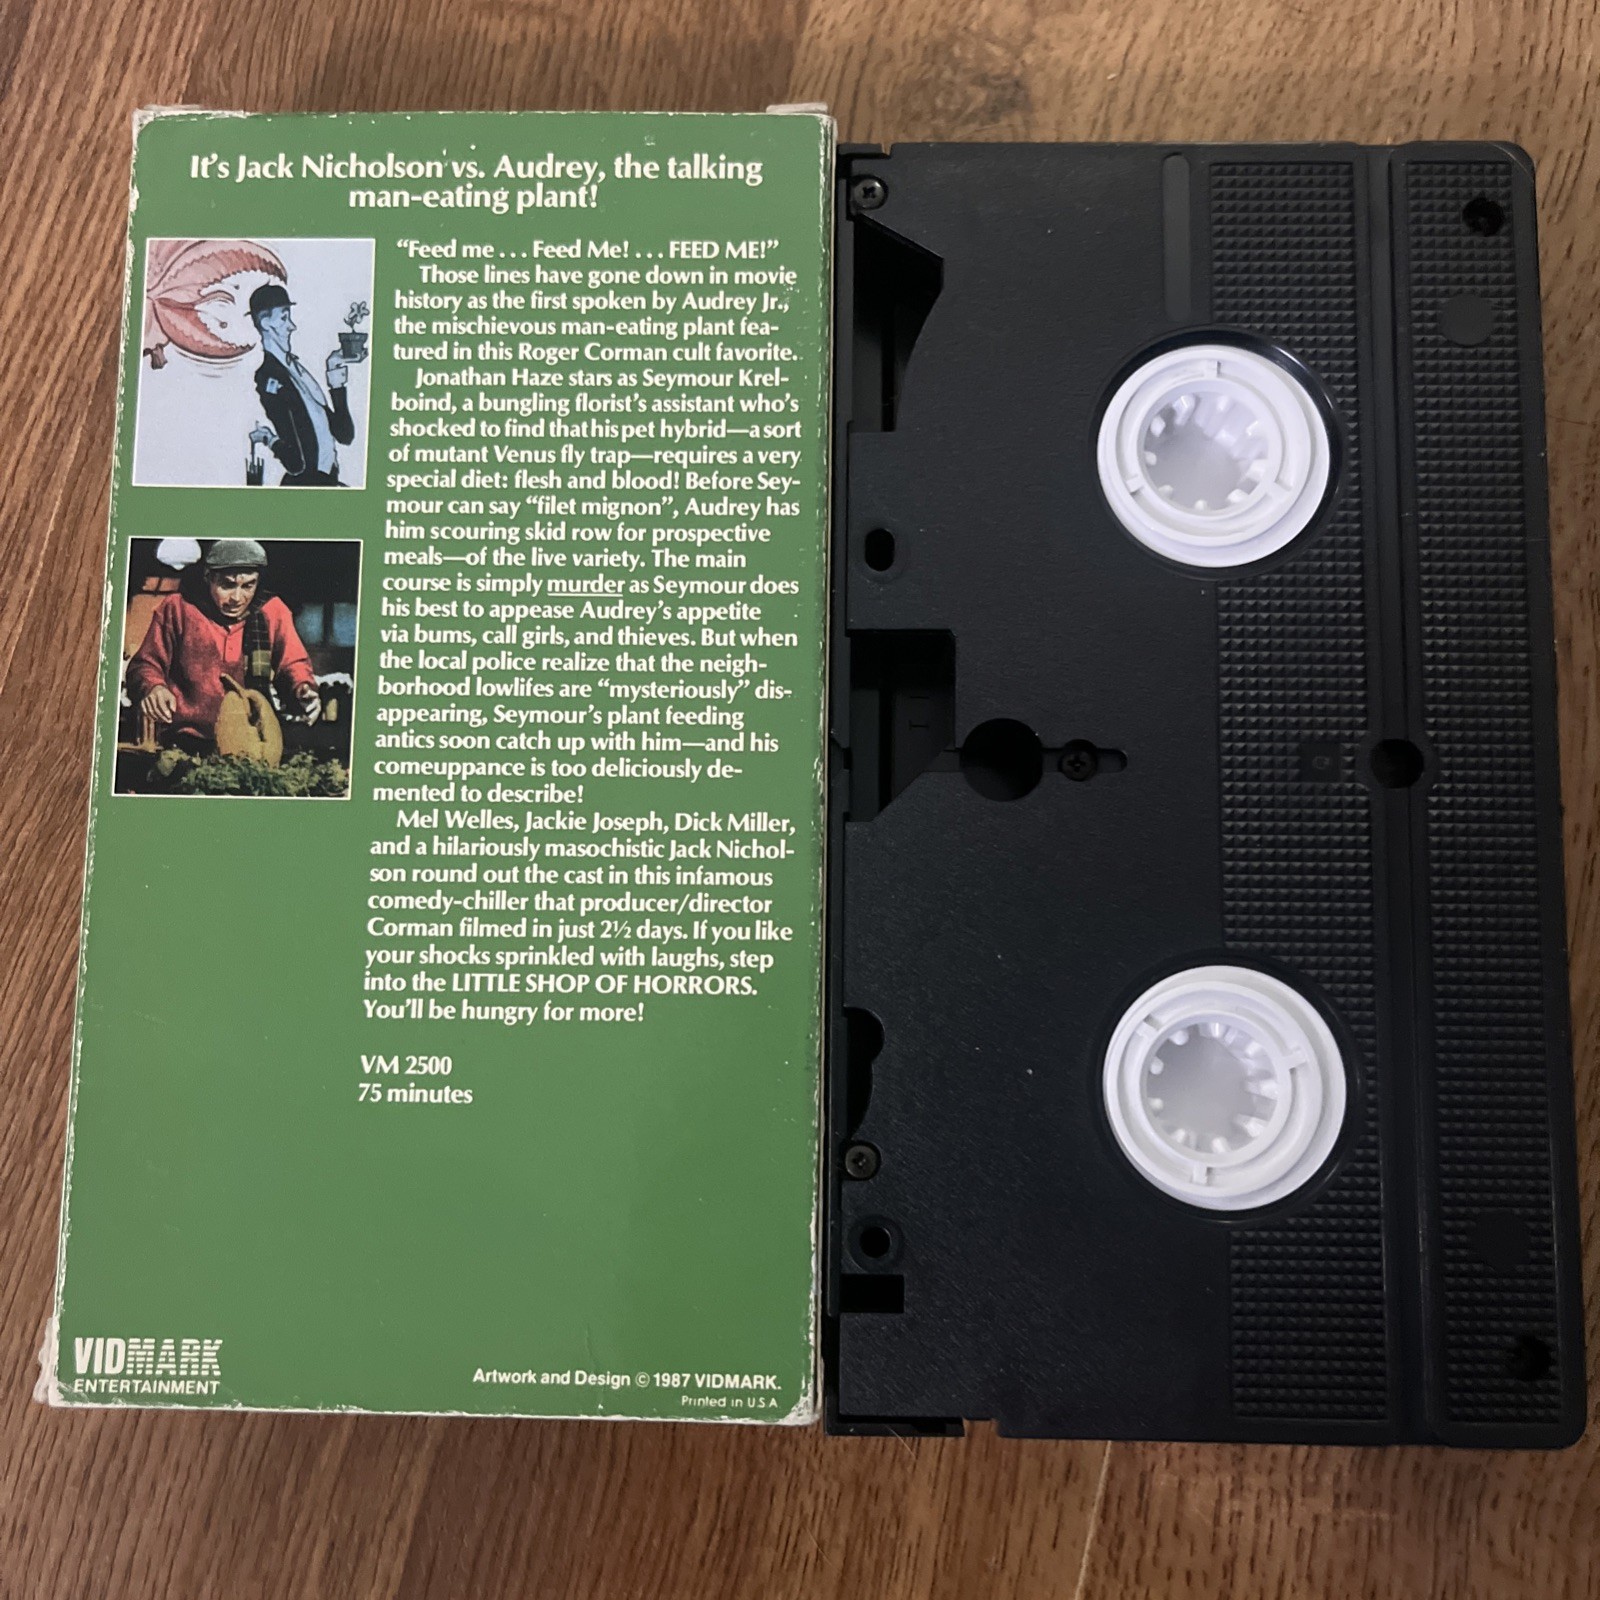 It's Jack Nicholson vs. Audrey, the talking
man-eating plant!
"Feed me . . . Feed Me! . . . FEED ME!"
Those lines have gone down in movie
history as the first spoken by Audrey Jr.,
the mischievous man-eating plant fea-
tured in this Roger Corman cult favorite.
Jonathan Haze stars as Seymour Krel-
boind, a bungling florist's assistant who's
shocked to find that his pet hybrid—a sort
of mutant Venus fly trap—requires a very
special diet: flesh and blood! Before Sey-
mour can say "filet mignon", Audrey has
him scouring skid row for prospective
meals—of the live variety. The main
course is simply murder as Seymour does
his best to appease Audrey's appetite
via bums, call girls, and thieves. But when
the local police realize that the neigh-
borhood lowlifes are "mysteriously" dis-
appearing, Seymour's plant feeding
antics soon catch up with him—and his
comeuppance is too deliciously de-
mented to describe!
Mel Welles, Jackie Joseph, Dick Miller,
and a hilariously masochistic Jack Nichol-
son round out the cast in this infamous
comedy-chiller that producer/director
Corman filmed in just 2½ days. If you like
your shocks sprinkled with laughs, step
into the LITTLE SHOP OF HORRORS.
You'll be hungry for more!
VM 2500
75 minutes
VIDMARK
ENTERTAINMENT
Artwork and Design © 1987 VIDMARK.
Printed in U S A